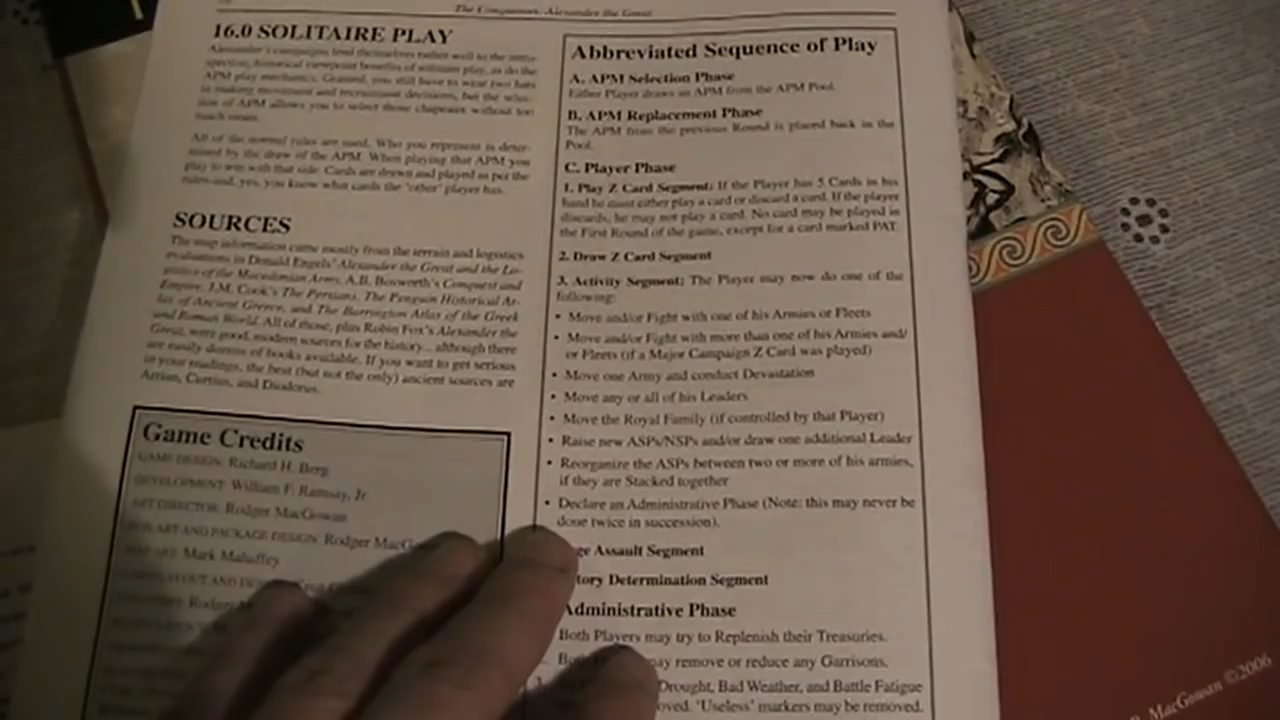 The Conquerors: Alexander the Great
16.0 SOLITAIRE PLAY
Alexander's campaigns lend themselves rather well to the intro-
spective, historical viewpoint benefits of solitaire play, as do the
APM play mechanics. Granted, you still have to wear two hats
in making movement and recruitment decisions, but the selec-
tion of APM allows you to select those chapeaux without too
much strain.
All of the normal rules are used. Who you represent is deter-
mined by the draw of the APM. When playing that APM you
play to win with that side. Cards are drawn and played as per the
rules-and, yes, you know what cards the 'other' player has.
SOURCES
The map information came mostly from the terrain and logistics
evaluations in Donald Engels' Alexander the Great and the Lo-
gistics of the Macedonian Army, A.B. Bosworth's Conquest and
Empire, J.M. Cook's The Persians, The Penguin Historical At-
las of Ancient Greece, and The Barrington Atlas of the Greek
and Roman World. All of those, plus Robin Fox's Alexander the
Great, were good, modern sources for the history... although there
are easily dozens of books available. If you want to get serious
in your readings, the best (but not the only) ancient sources are
Arrian, Curtius, and Diodorus.
Game Credits
GAME DESIGN: Richard H. Berg
DEVELOPMENT: William F. Ramsay, Jr.
ART DIRECTOR: Rodger MacGowan
BOX ART AND PACKAGE DESIGN: Rodger MacGo
MAP ART: Mark Mahaffey
Abbreviated Sequence of Play
A. APM Selection Phase
Either Player draws an APM from the APM Pool.
B. APM Replacement Phase
The APM from the previous Round is placed back in the
Pool.
C. Player Phase
1. Play Z Card Segment: If the Player has 5 Cards in his
hand he must either play a card or discard a card. If the player
discards, he may not play a card. No card may be played in
the First Round of the game, except for a card marked PAT.
2. Draw Z Card Segment
3. Activity Segment: The Player may now do one of the
following:
• Move and/or Fight with one of his Armies or Fleets
• Move and/or Fight with more than one of his Armies and/
or Fleets (if a Major Campaign Z Card was played)
• Move one Army and conduct Devastation
• Move any or all of his Leaders
• Move the Royal Family (if controlled by that Player)
• Raise new ASPs/NSPs and/or draw one additional Leader
• Reorganize the ASPs between two or more of his armies,
if they are Stacked together
• Declare an Administrative Phase (Note: this may never be
done twice in succession).
ge Assault Segment
tory Determination Segment
Administrative Phase
Both Players may try to Replenish their Treasuries.
may remove or reduce any Garrisons.
Drought, Bad Weather, and Battle Fatigue
oved. 'Useless' markers may be removed.
MacGowan ©2006